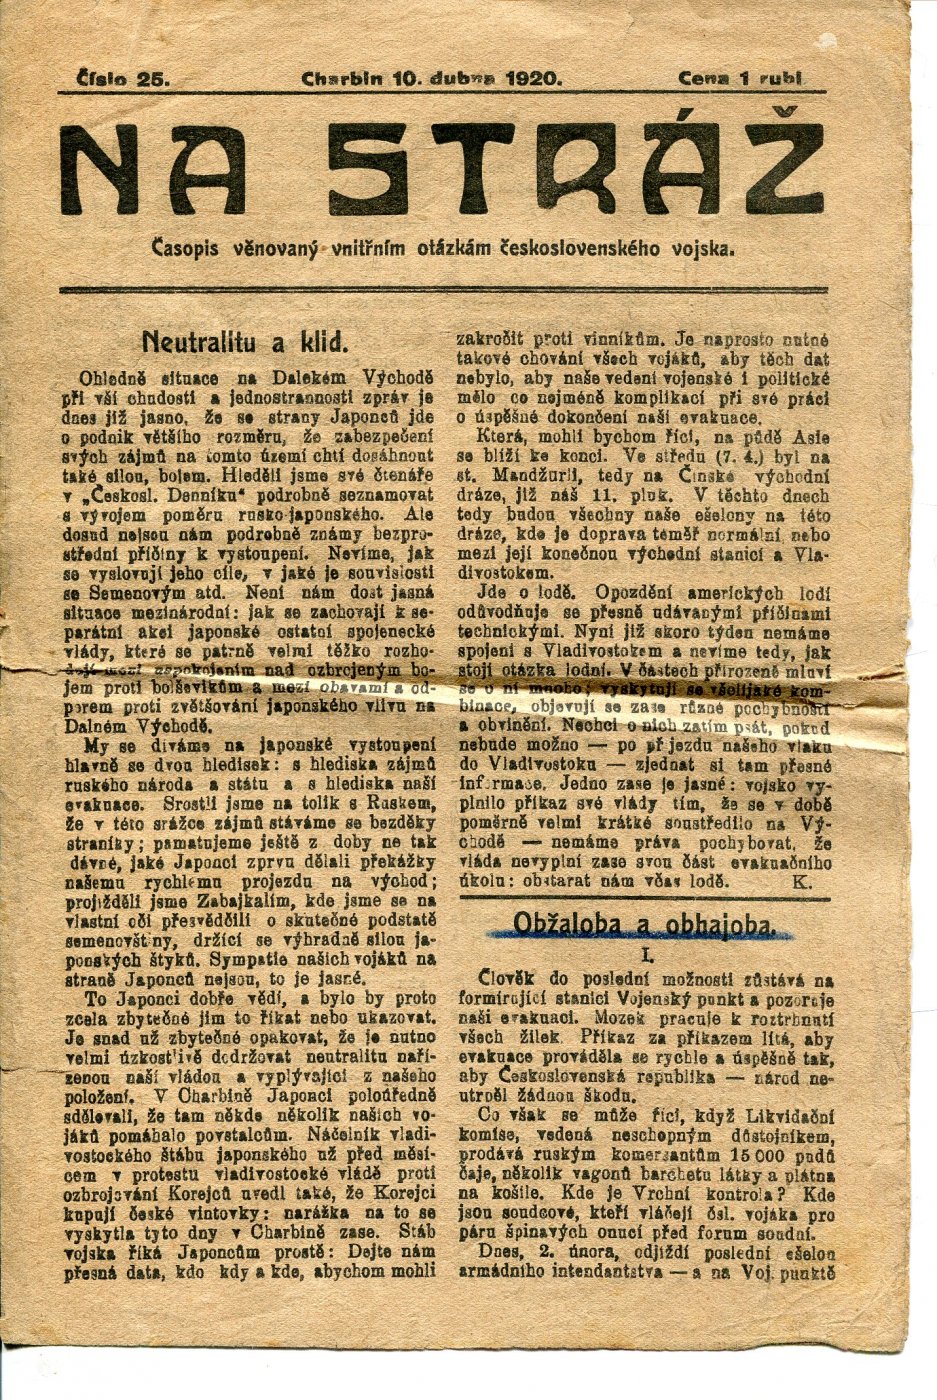 Číslo 25.
Charbin 10. dubna 1920.
Cena 1 rubl
NA STRÁŽ
Časopis věnovaný vnitřním otázkám československého vojska.
Neutralitu a klid.
Ohledně situace na Dalekém Východě
při vší chudosti a jednostrannosti zpráv je
dnes již jasno, že se strany Japonců jde
o podnik většího rozměru, že zabezpečení
svých zájmů na tomto území chtí dosáhnout
také silou, bojem. Hleděli jsme své čtenáře
v „Českosl. Denníku“ podrobně seznamovat
s vývojem poměru rusko-japonského. Ale
dosud nejsou nám podrobně známy bezpro-
střední příčiny k vystoupení. Nevíme, jak
se vyslovují jeho cíle, v jaké je souvislosti
se Semenovým atd. Není nám dost jasná
situace mezinárodní: jak se zachovají k se-
parátní akci japonské ostatní spojenecké
vlády, které se patrně velmi těžko rozho-
dují mezi zapokojením nad ozbrojeným bo-
jem proti bolševikům a mezi obavami a od-
porem proti zvětšování japonského vlivu na
Dalném Východě.
My se díváme na japonské vystoupení
hlavně se dvou hledisek: s hlediska zájmů
ruského národa a státu a s hlediska naší
evakuace. Srostli jsme na tolik s Ruskem,
že v této srážce zájmů stáváme se bezděky
straníky; pamatujeme ještě z doby ne tak
dávné, jaké Japonci zprvu dělali překážky
našemu rychlému projezdu na východ;
projížděli jsme Zabajkalím, kde jsme se na
vlastní oči přesvědčili o skutečné podstatě
semenovštiny, držící se výhradně silou ja-
ponských štyků. Sympatie našich vojáků na
straně Japonců nejsou, to je jasné.
To Japonci dobře vědí, a bylo by proto
zcela zbytečné jim to říkat nebo ukazovat.
Je snad už zbytečné opakovat, že je nutno
velmi úzkostlivě dodržovat neutralitu naří-
zenou naší vládou a vyplývající z našeho
položení. V Charbině Japonci poloúředně
sdělovali, že tam někde několik našich vo-
jáků pomáhalo povstalcům. Náčelník vladi-
vostockého štábu japonského už před měsí-
cem v protestu vladivostocké vládě proti
ozbrojování Korejců uvedl také, že Korejci
kupují české vintovky: narážka na to se
vyskytla tyto dny v Charbině zase. Štáb
vojska říká Japoncům prostě: Dejte nám
přesná data, kdo kdy a kde, abychom mohli
zakročit proti vinníkům. Je naprosto nutné
takové chování všech vojáků, aby těch dat
nebylo, aby naše vedení vojenské i politické
mělo co nejméně komplikací při své práci
o úspěšné dokončení naší evakuace.
Která, mohli bychom říci, na půdě Asie
se blíží ke konci. Ve středu (7. 4.) byl na
st. Mandžurii, tedy na Čínské východní
dráze, již náš 11. pluk. V těchto dnech
tedy budou všechny naše ešelony na této
dráze, kde je doprava téměř normální, nebo
mezi její konečnou východní stanicí a Vla-
divostokem.
Jde o lodě. Opozdění amerických lodí
odůvodňuje se přesně udávanými příčinami
technickými. Nyní již skoro týden nemáme
spojení s Vladivostokem a nevíme tedy, jak
stojí otázka lodní. V částech přirozeně mluví
se o ní mnoho; vyskytují se všelijaké kom-
binace, objevují se zase různé pochybnosti
a obvinění. Nechci o nich zatím psát, pokud
nebude možno — po příjezdu našeho vlaku
do Vladivostoku — zjednat si tam přesné
informace. Jedno zase je jasné: vojsko vy-
plnilo příkaz své vlády tím, že se v době
poměrně velmi krátké soustředilo na Vý-
chodě — nemáme práva pochybovat, že
vláda nevyplní zase svou část evakuačního
úkolu: obstarat nám včas lodě. K.
Obžaloba a obhajoba.
I.
Člověk do poslední možnosti zůstává na
formírující stanici Vojenský punkt a pozoruje
naši evakuaci. Mozek pracuje k roztrhnutí
všech žilek. Příkaz za příkazem lítá, aby
evakuace prováděla se rychle a úspěšně tak,
aby Československá republika — národ ne-
utrpěl žádnou škodu.
Co však se může říci, když Likvidační
komise, vedená neschopným důstojníkem,
prodává ruským komersantům 15 000 pudů
čaje, několik vagonů barchetu látky a plátna
na košile. Kde je Vrchní kontrola? Kde
jsou soudcové, kteří vláčejí čsl. vojáka pro
páru špinavých onucí před forum soudní.
Dnes, 2. února, odjíždí poslední ešelon
armádního intendantstva — a na Voj. punktě